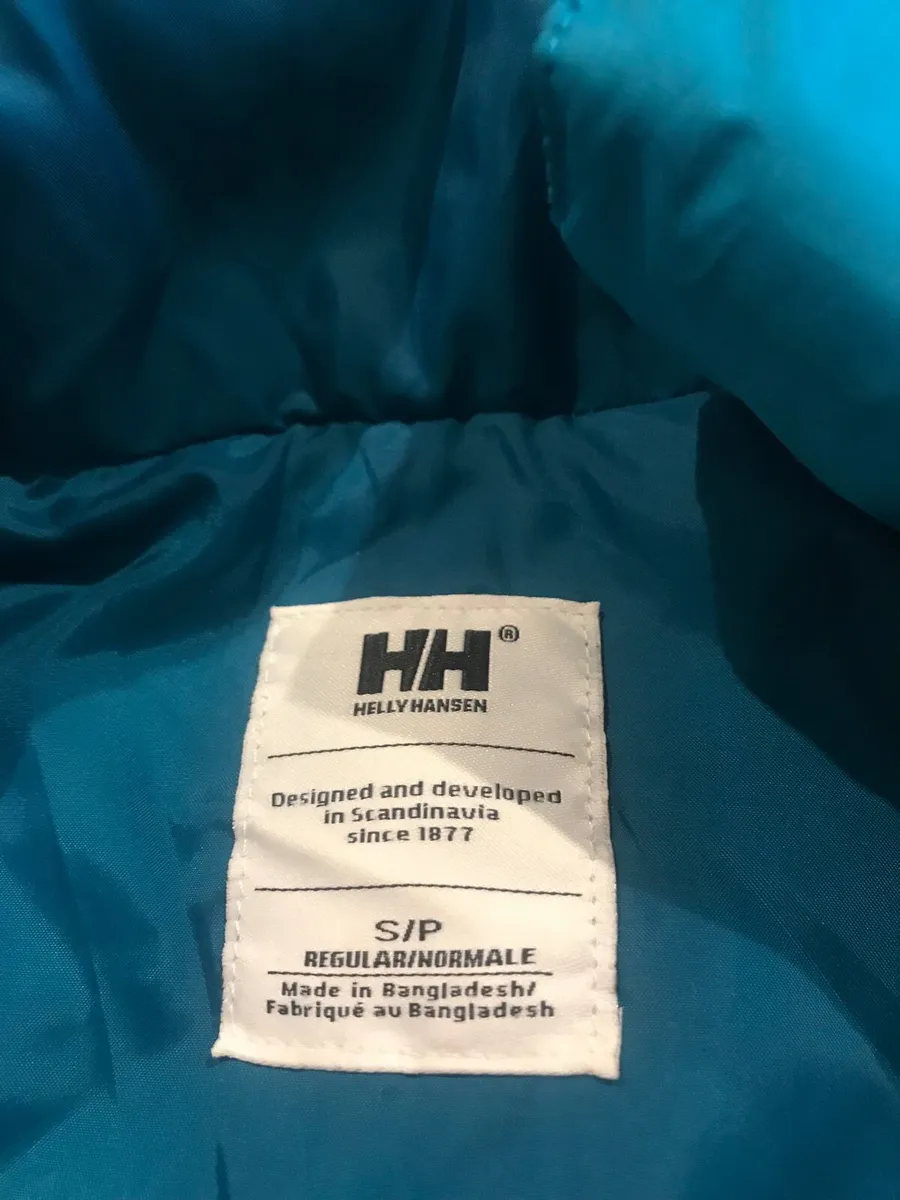 HH®
HELLY HANSEN
Designed and developed
in Scandinavia
since 1877
S/P
REGULAR/NORMALE
Made in Bangladesh/
Fabriqué au Bangladesh